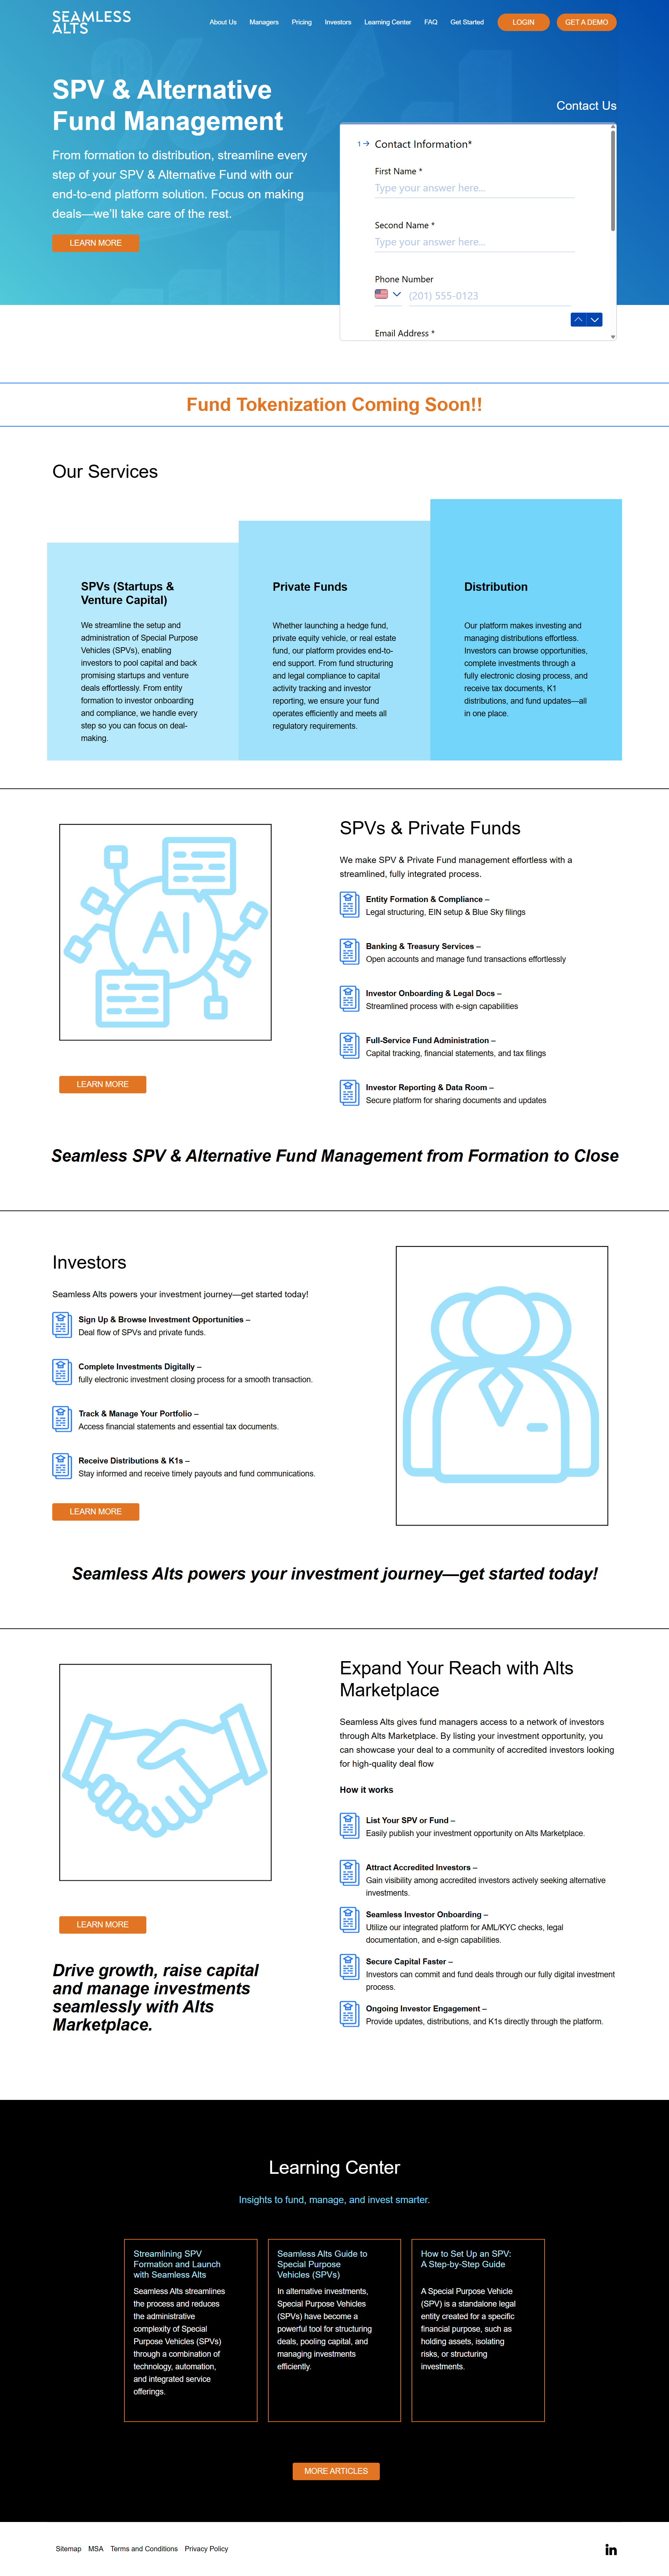 SEAMLESS
ALTS
About Us
Managers
Pricing
Investors
Learning Center
FAQ
Get Started
LOGIN
GET A DEMO
SPV & Alternative
Fund Management
From formation to distribution, streamline every
step of your SPV & Alternative Fund with our
end-to-end platform solution. Focus on making
deals—we'll take care of the rest.
LEARN MORE
Contact Us
1 → Contact Information*
First Name *
Type your answer here...
Second Name *
Type your answer here...
Phone Number
(201) 555-0123
Email Address *
Fund Tokenization Coming Soon!!
Our Services
SPVs (Startups &
Venture Capital)
We streamline the setup and
administration of Special Purpose
Vehicles (SPVs), enabling
investors to pool capital and back
promising startups and venture
deals effortlessly. From entity
formation to investor onboarding
and compliance, we handle every
step so you can focus on deal-
making.
Private Funds
Whether launching a hedge fund,
private equity vehicle, or real estate
fund, our platform provides end-to-
end support. From fund structuring
and legal compliance to capital
activity tracking and investor
reporting, we ensure your fund
operates efficiently and meets all
regulatory requirements.
Distribution
Our platform makes investing and
managing distributions effortless.
Investors can browse opportunities,
complete investments through a
fully electronic closing process, and
receive tax documents, K1
distributions, and fund updates—all
in one place.
AI
LEARN MORE
SPVs & Private Funds
We make SPV & Private Fund management effortless with a
streamlined, fully integrated process.
Entity Formation & Compliance –
Legal structuring, EIN setup & Blue Sky filings
Banking & Treasury Services –
Open accounts and manage fund transactions effortlessly
Investor Onboarding & Legal Docs –
Streamlined process with e-sign capabilities
Full-Service Fund Administration –
Capital tracking, financial statements, and tax filings
Investor Reporting & Data Room –
Secure platform for sharing documents and updates
Seamless SPV & Alternative Fund Management from Formation to Close
Investors
Seamless Alts powers your investment journey—get started today!
Sign Up & Browse Investment Opportunities –
Deal flow of SPVs and private funds.
Complete Investments Digitally –
fully electronic investment closing process for a smooth transaction.
Track & Manage Your Portfolio –
Access financial statements and essential tax documents.
Receive Distributions & K1s –
Stay informed and receive timely payouts and fund communications.
LEARN MORE
Seamless Alts powers your investment journey—get started today!
LEARN MORE
Drive growth, raise capital
and manage investments
seamlessly with Alts
Marketplace.
Expand Your Reach with Alts
Marketplace
Seamless Alts gives fund managers access to a network of investors
through Alts Marketplace. By listing your investment opportunity, you
can showcase your deal to a community of accredited investors looking
for high-quality deal flow
How it works
List Your SPV or Fund –
Easily publish your investment opportunity on Alts Marketplace.
Attract Accredited Investors –
Gain visibility among accredited investors actively seeking alternative
investments.
Seamless Investor Onboarding –
Utilize our integrated platform for AML/KYC checks, legal
documentation, and e-sign capabilities.
Secure Capital Faster –
Investors can commit and fund deals through our fully digital investment
process.
Ongoing Investor Engagement –
Provide updates, distributions, and K1s directly through the platform.
Learning Center
Insights to fund, manage, and invest smarter.
Streamlining SPV
Formation and Launch
with Seamless Alts
Seamless Alts streamlines
the process and reduces
the administrative
complexity of Special
Purpose Vehicles (SPVs)
through a combination of
technology, automation,
and integrated service
offerings.
Seamless Alts Guide to
Special Purpose
Vehicles (SPVs)
In alternative investments,
Special Purpose Vehicles
(SPVs) have become a
powerful tool for structuring
deals, pooling capital, and
managing investments
efficiently.
How to Set Up an SPV:
A Step-by-Step Guide
A Special Purpose Vehicle
(SPV) is a standalone legal
entity created for a specific
financial purpose, such as
holding assets, isolating
risks, or structuring
investments.
MORE ARTICLES
Sitemap
MSA
Terms and Conditions
Privacy Policy
in